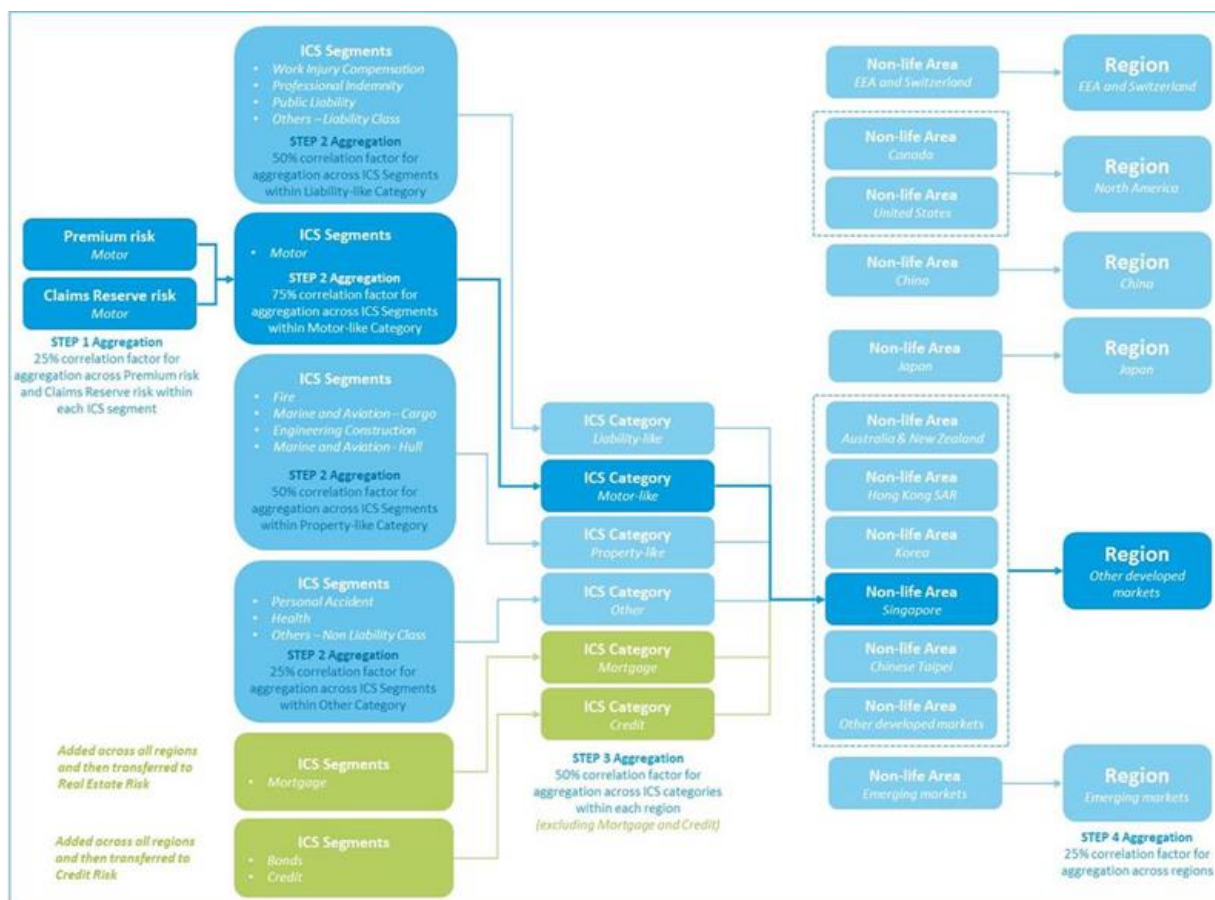 Premium risk
Motor
Claims Reserve risk
Motor
STEP 1 Aggregation
25% correlation factor for
aggregation across Premium risk
and Claims Reserve risk within
each ICS segment
Added across all regions
and then transferred to
Real Estate Risk
Added across all regions
and then transferred to
Credit Risk
ICS Segments
• Work Injury Compensation
• Professional Indemnity
• Public Liability
• Others – Liability Class
STEP 2 Aggregation
50% correlation factor for
aggregation across ICS Segments
within Liability-like Category
ICS Segments
• Motor
STEP 2 Aggregation
75% correlation factor for
aggregation across ICS Segments
within Motor-like Category
ICS Segments
• Fire
• Marine and Aviation – Cargo
• Engineering Construction
• Marine and Aviation - Hull
STEP 2 Aggregation
50% correlation factor for
aggregation across ICS Segments
within Property-like Category
ICS Segments
• Personal Accident
• Health
• Others – Non Liability Class
STEP 2 Aggregation
25% correlation factor for
aggregation across ICS Segments
within Other Category
ICS Segments
• Mortgage
ICS Segments
• Bonds
• Credit
ICS Category
Liability-like
ICS Category
Motor-like
ICS Category
Property-like
ICS Category
Other
ICS Category
Mortgage
ICS Category
Credit
STEP 3 Aggregation
50% correlation factor for
aggregation across ICS categories
within each region
(excluding Mortgage and Credit)
Non-life Area
EEA and Switzerland
Non-life Area
Canada
Non-life Area
United States
Non-life Area
China
Non-life Area
Japan
Non-life Area
Australia & New Zealand
Non-life Area
Hong Kong SAR
Non-life Area
Korea
Non-life Area
Singapore
Non-life Area
Chinese Taipei
Non-life Area
Other developed markets
Non-life Area
Emerging markets
Region
EEA and Switzerland
Region
North America
Region
China
Region
Japan
Region
Other developed
markets
Region
Emerging markets
STEP 4 Aggregation
25% correlation factor for
aggregation across regions